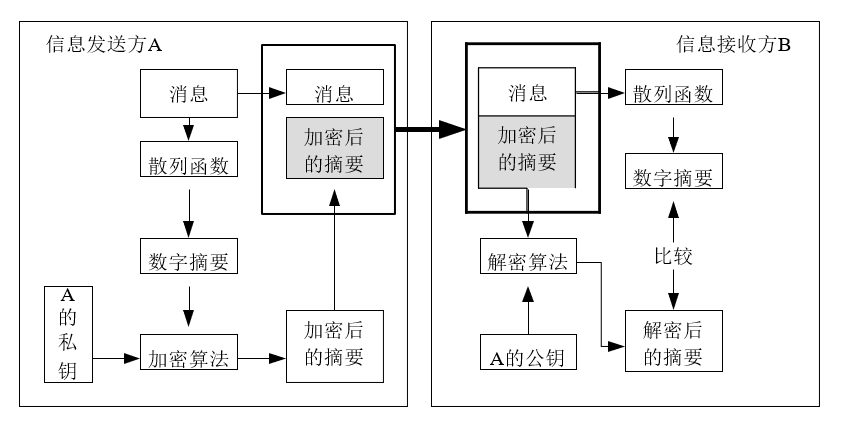 信息发送方A
消息
消息
加密后
的摘要
散列函数
数字摘要
A
的
私
钥
加密算法
加密后
的摘要
信息接收方B
消息
加密后
的摘要
散列函数
数字摘要
解密算法
比较
A的公钥
解密后
的摘要